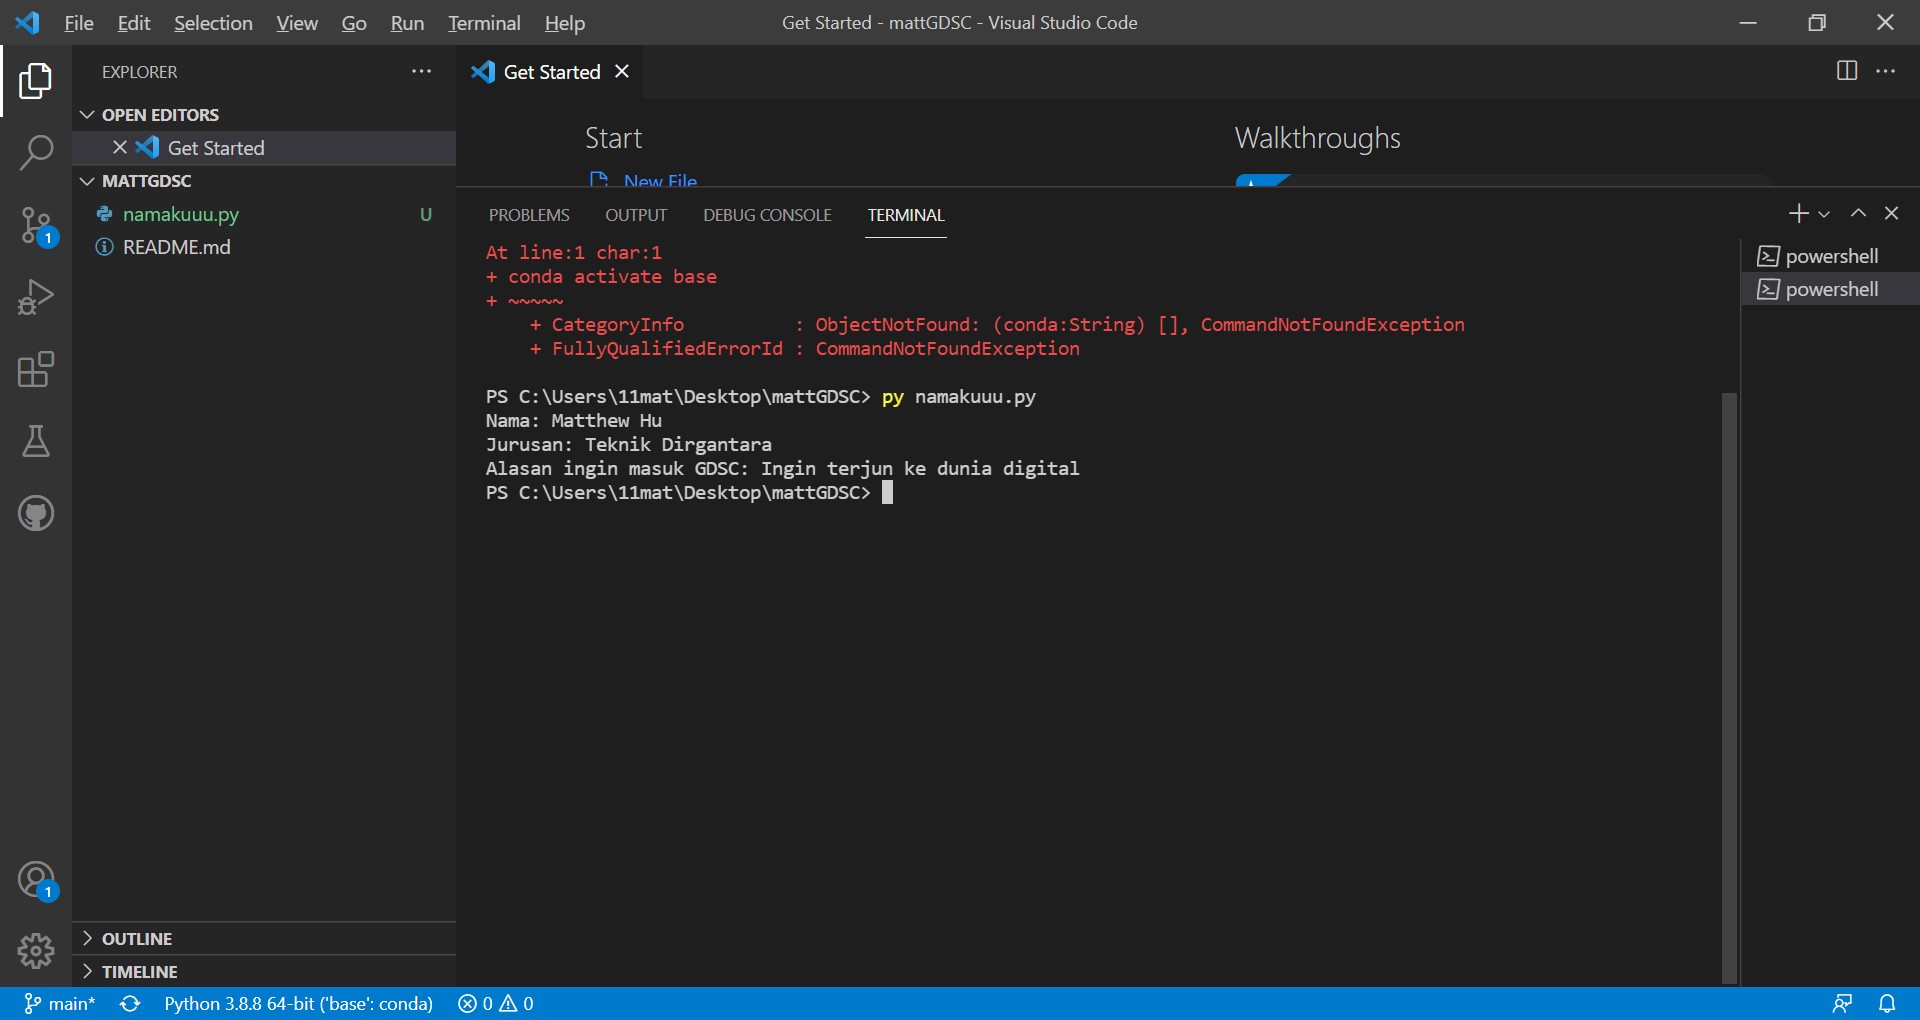 File Edit Selection View Go Run Terminal Help
Get Started - mattGDSC - Visual Studio Code
EXPLORER
OPEN EDITORS
Get Started
MATTGDSC
namakuuu.py U
README.md
OUTLINE
TIMELINE
1
1
Get Started
Start
Walkthroughs
New File
PROBLEMS OUTPUT DEBUG CONSOLE TERMINAL
At line:1 char:1
+ conda activate base
+ ~~~~~
+ CategoryInfo : ObjectNotFound: (conda:String) [], CommandNotFoundException
+ FullyQualifiedErrorId : CommandNotFoundException
PS C:\Users\11mat\Desktop\mattGDSC> py namakuuu.py
Nama: Matthew Hu
Jurusan: Teknik Dirgantara
Alasan ingin masuk GDSC: Ingin terjun ke dunia digital
PS C:\Users\11mat\Desktop\mattGDSC>
powershell
powershell
main* Python 3.8.8 64-bit ('base': conda) 0 0